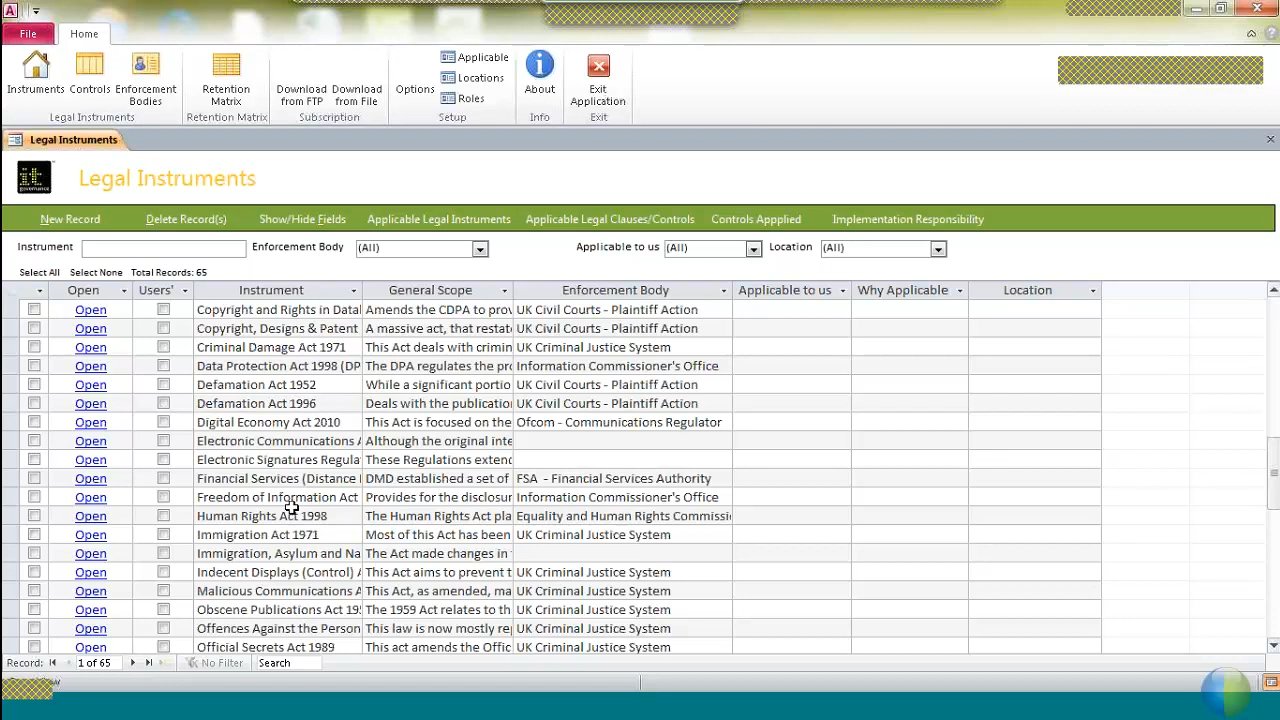 File Home
Instruments Controls Enforcement Bodies Retention Matrix Download from FTP Download from File Options Applicable Locations Roles About Exit Application
Legal Instruments Retention Matrix Subscription Setup Info Exit
Legal Instruments
it governance Legal Instruments
New Record Delete Record(s) Show/Hide Fields Applicable Legal Instruments Applicable Legal Clauses/Controls Controls Appplied Implementation Responsibility
Instrument Enforcement Body (All) Applicable to us (All) Location (All)
Select All Select None Total Records: 65
Open Users' Instrument General Scope Enforcement Body Applicable to us Why Applicable Location
Open Copyright and Rights in Datal Amends the CDPA to prov UK Civil Courts - Plaintiff Action
Open Copyright, Designs & Patent A massive act, that restat UK Civil Courts - Plaintiff Action
Open Criminal Damage Act 1971 This Act deals with crimin UK Criminal Justice System
Open Data Protection Act 1998 (DP The DPA regulates the pro Information Commissioner's Office
Open Defamation Act 1952 While a significant portio UK Civil Courts - Plaintiff Action
Open Defamation Act 1996 Deals with the publication UK Civil Courts - Plaintiff Action
Open Digital Economy Act 2010 This Act is focused on the Ofcom - Communications Regulator
Open Electronic Communications A Although the original inte
Open Electronic Signatures Regula These Regulations extend
Open Financial Services (Distance DMD established a set of FSA - Financial Services Authority
Open Freedom of Information Act Provides for the disclosur Information Commissioner's Office
Open Human Rights Act 1998 The Human Rights Act pla Equality and Human Rights Commissi
Open Immigration Act 1971 Most of this Act has been UK Criminal Justice System
Open Immigration, Asylum and Na The Act made changes in
Open Indecent Displays (Control) A This Act aims to prevent t UK Criminal Justice System
Open Malicious Communications A This Act, as amended, ma UK Criminal Justice System
Open Obscene Publications Act 195 The 1959 Act relates to th UK Criminal Justice System
Open Offences Against the Person This law is now mostly re UK Criminal Justice System
Open Official Secrets Act 1989 This act amends the Offic UK Criminal Justice System
Record: 1 of 65 No Filter Search